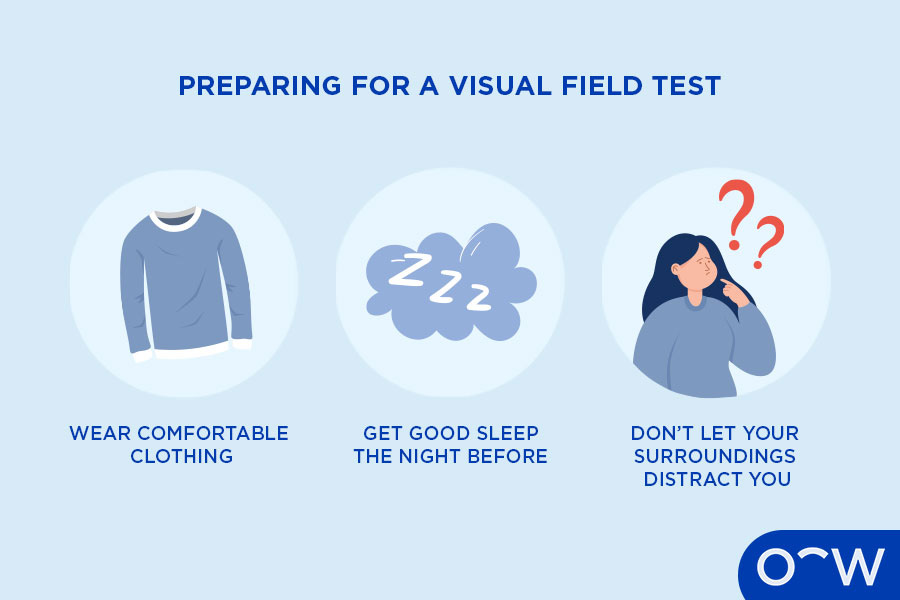 PREPARING FOR A VISUAL FIELD TEST
ZZZ
??
WEAR COMFORTABLE
CLOTHING
GET GOOD SLEEP
THE NIGHT BEFORE
DON'T LET YOUR
SURROUNDINGS
DISTRACT YOU
O⌒W